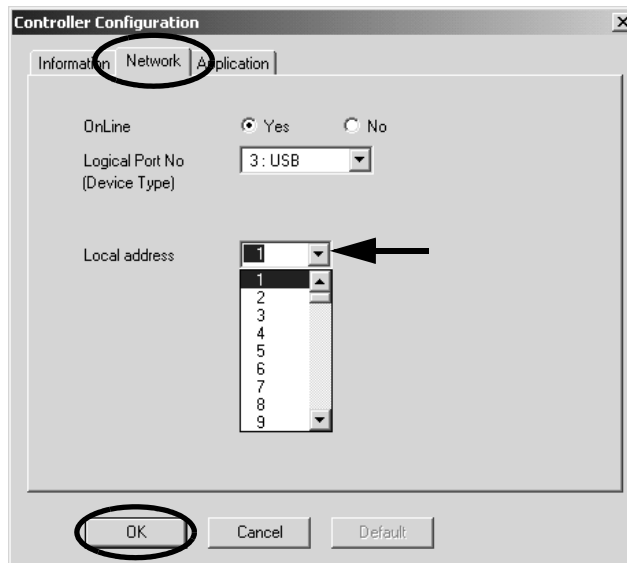 Controller Configuration
Information Network Application
OnLine Yes No
Logical Port No 3 : USB
(Device Type)
Local address 1
1
2
3
4
5
6
7
8
9
OK Cancel Default